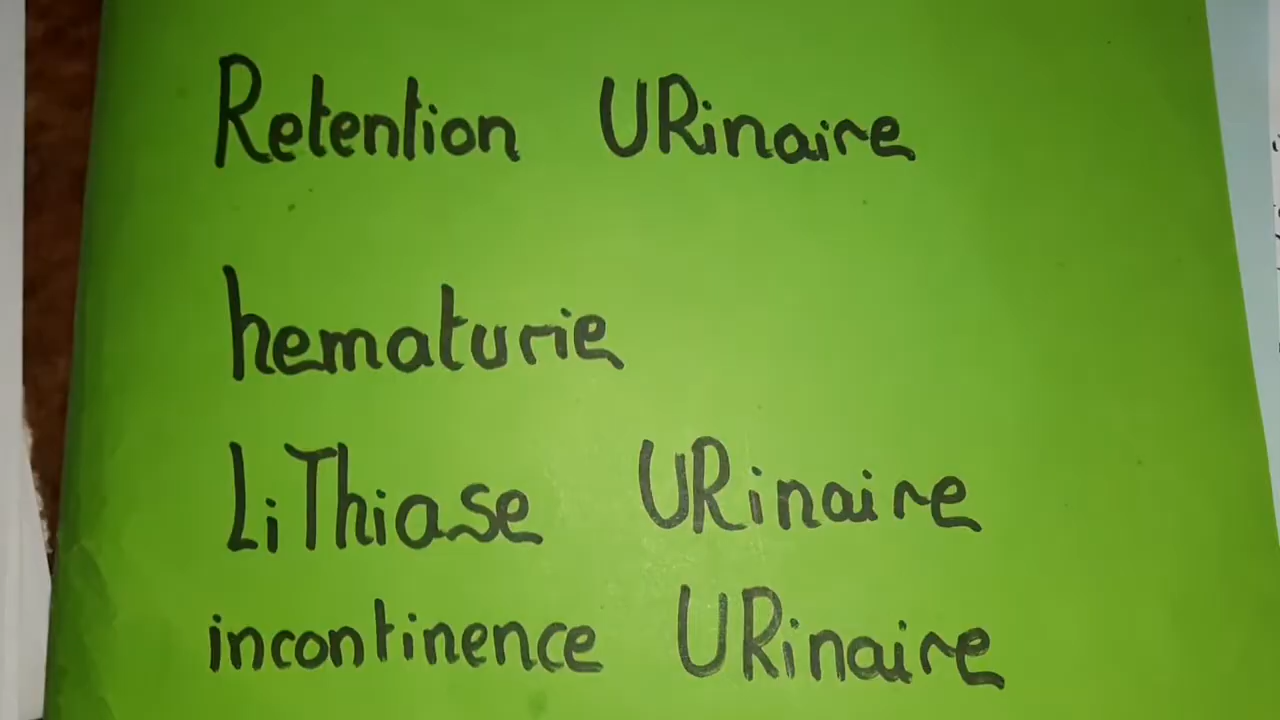 Retention URinaire
hematurie
LiThiase URinaire
incontinence URinaire